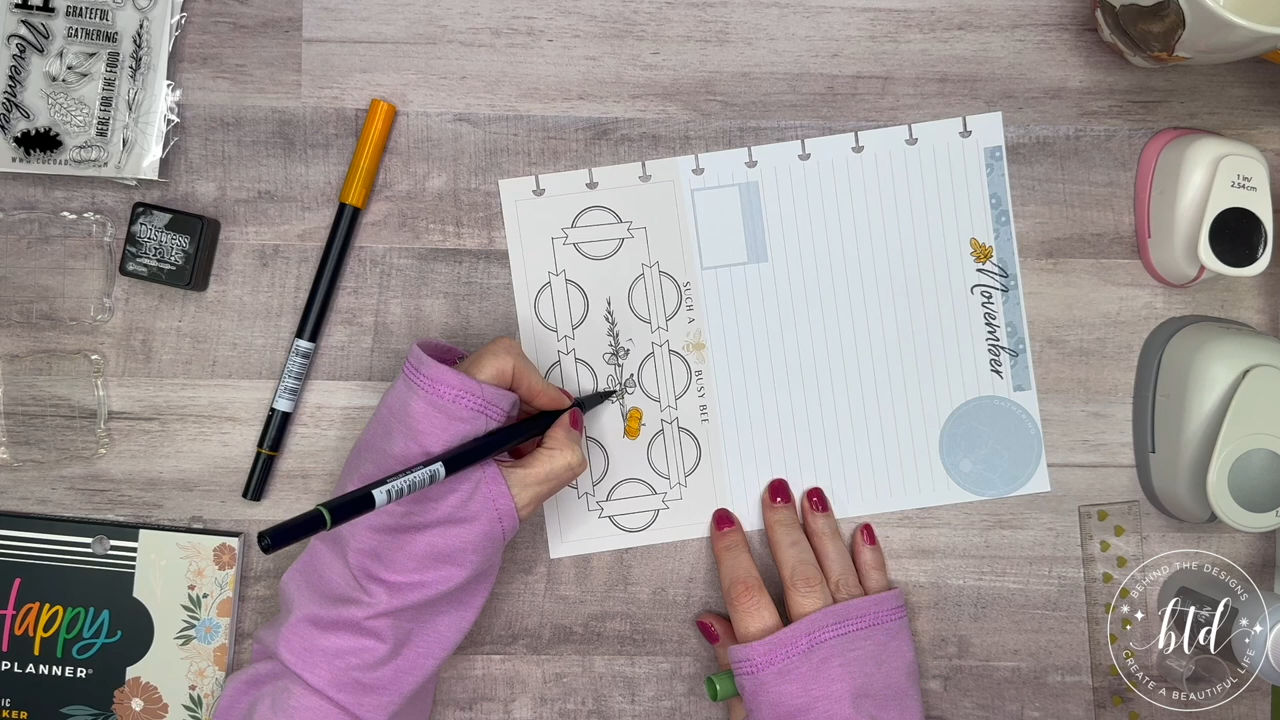 GRATEFUL
GATHERING
November
HERE FOR THE FOOD
Distress
Ink
Happy
PLANNER®
SUCH A
BUSY BEE
November
GATHERING
1 in/
2.54cm
BEHIND THE DESIGNS
btd
CREATE A BEAUTIFUL LIFE